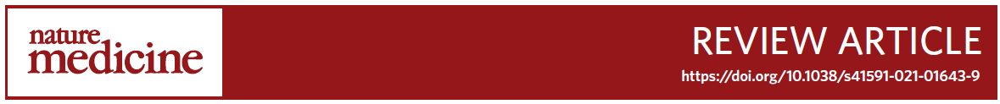 nature
medicine
REVIEW ARTICLE
https://doi.org/10.1038/s41591-021-01643-9